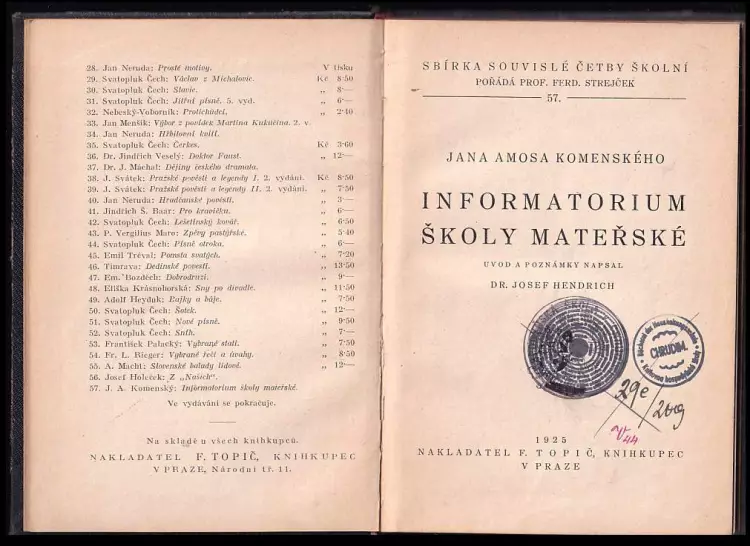 28. Jan Neruda: Prosté motivy. V tisku
29. Svatopluk Čech: Václav z Michalovic. Kč 8·50
30. Svatopluk Čech: Slavie. „ 8·—
31. Svatopluk Čech: Jitřní písně. 5. vyd. „ 6·—
32. Nebeský-Voborník: Protichůdci. „ 2·40
33. Jan Menšík: Výbor z povídek Martina Kukučína. 2. v.
34. Jan Neruda: Hřbitovní kvítí.
35. Svatopluk Čech: Čerkes. Kč 3·60
36. Dr. Jindřich Veselý: Doktor Faust. „ 12·—
37. Dr. J. Máchal: Dějiny českého dramata.
38. J. Svátek: Pražské pověsti a legendy I. 2. vydání. Kč 8·50
39. J. Svátek: Pražské pověsti a legendy II. 2. vydání. „ 7·50
40. Jan Neruda: Hradčanské pověsti. „ 3·—
41. Jindřich Š. Baar: Pro kravičku. „ 6·—
42. Svatopluk Čech: Lešetínský kovář. „ 6·50
43. P. Vergilius Maro: Zpěvy pastýřské. „ 5·40
44. Svatopluk Čech: Písně otroka. „ 6·—
45. Emil Tréval: Pomsta svatých. „ 7·20
46. Timrava: Dedinské povesti. „ 13·50
47. Em. Bozděch: Dobrodruzi. „ 9·—
48. Eliška Krásnohorská: Sny po divadle. „ 11·50
49. Adolf Heyduk: Bajky a báje. „ 7·50
50. Svatopluk Čech: Šotek. „ 12·—
51. Svatopluk Čech: Nové písně. „ 9·50
52. Svatopluk Čech: Sníh. „ 7·—
53. František Palacký: Vybrané stati. „ 7·50
54. Fr. L. Rieger: Vybrané řeči a úvahy. „ 8·50
55. A. Macht: Slovenské balady lidové. „ 12·—
56. Josef Holeček: Z „Našich“.
57. J. A. Komenský: Informatorium školy mateřské.
Ve vydávání se pokračuje.
Na skladě u všech knihkupců.
NAKLADATEL F. TOPIČ, KNIHKUPEC
V PRAZE, Národní tř. 11.
SBÍRKA SOUVISLÉ ČETBY ŠKOLNÍ
POŘÁDÁ PROF. FERD. STREJČEK
57.
JANA AMOSA KOMENSKÉHO
INFORMATORIUM
ŠKOLY MATEŘSKÉ
UVOD A POZNÁMKY NAPSAL
DR. JOSEF HENDRICH
CHRUDIM.
29e
V44
1925
NAKLADATEL F. TOPIČ, KNIHKUPEC
V PRAZE